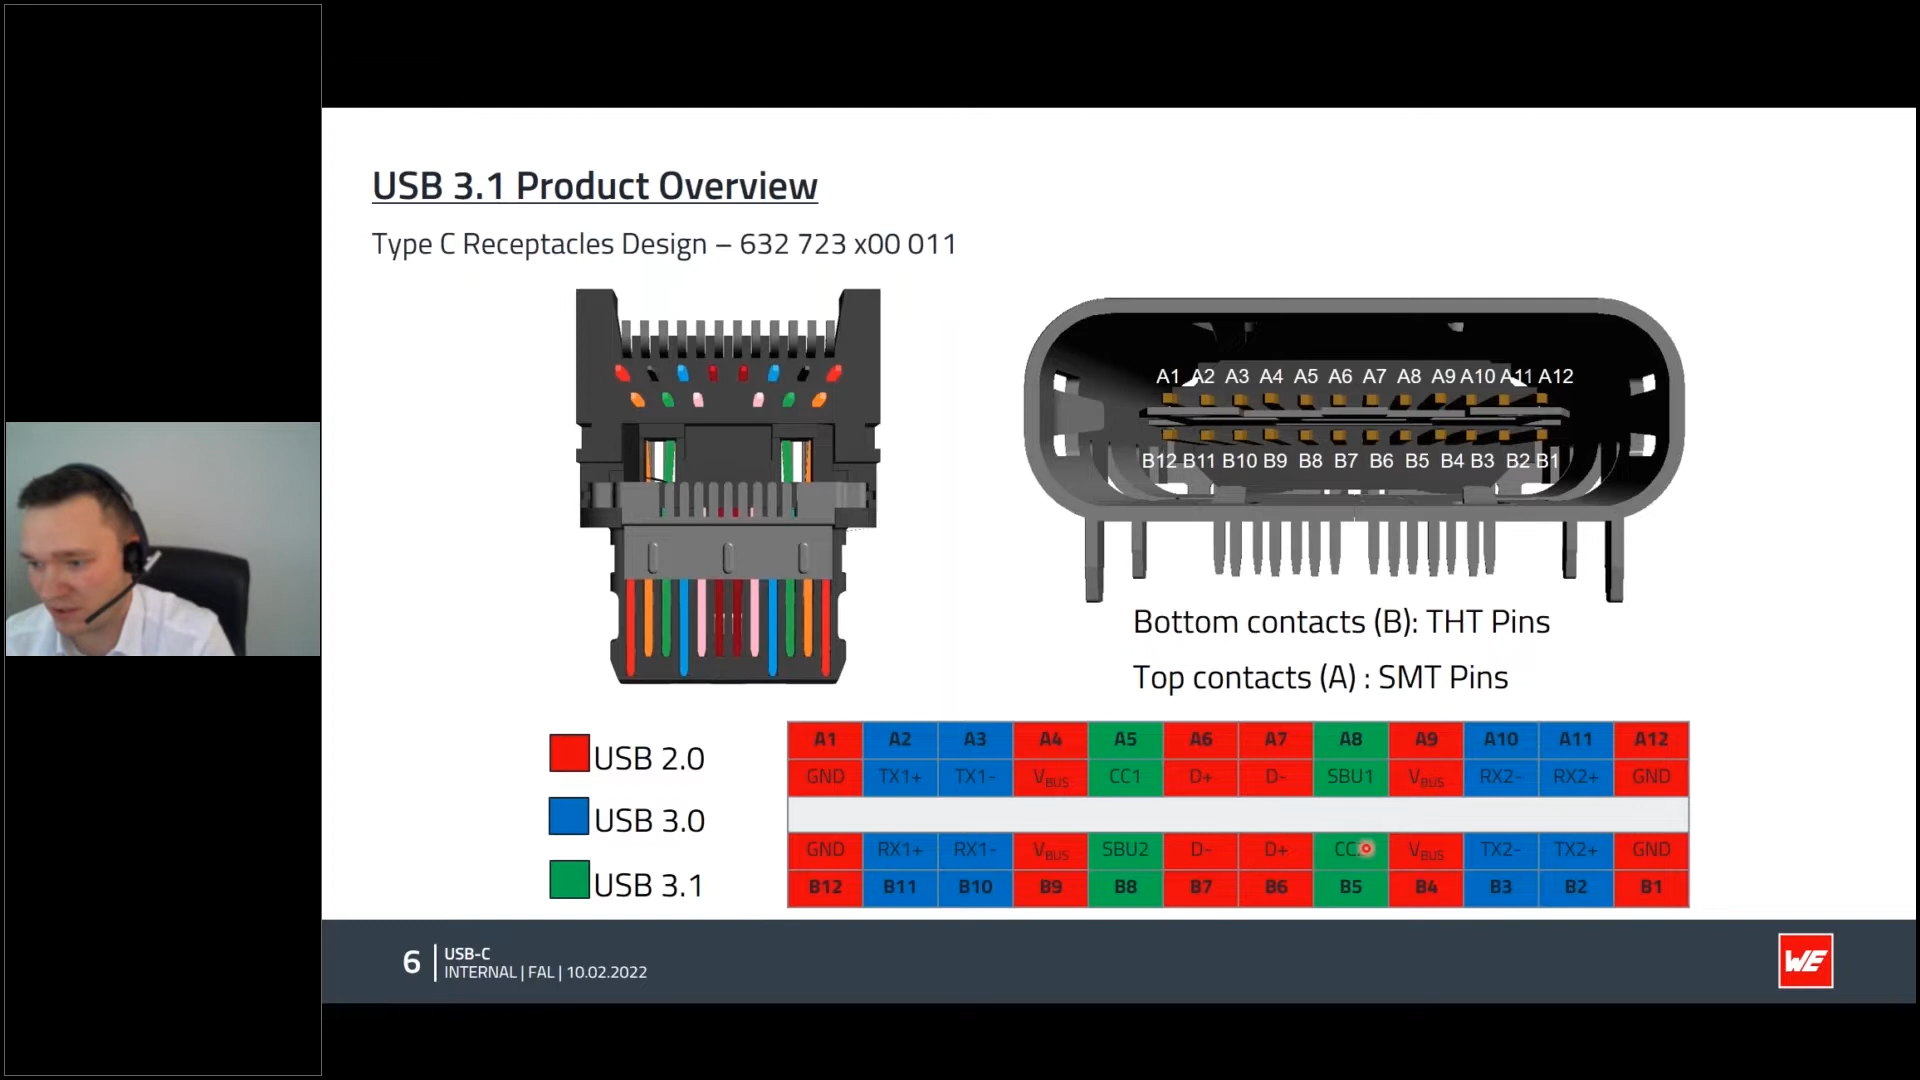 USB 3.1 Product Overview
Type C Receptacles Design – 632 723 x00 011
A1 A2 A3 A4 A5 A6 A7 A8 A9 A10 A11 A12
B12 B11 B10 B9 B8 B7 B6 B5 B4 B3 B2 B1
Bottom contacts (B): THT Pins
Top contacts (A) : SMT Pins
USB 2.0
USB 3.0
USB 3.1
A1 A2 A3 A4 A5 A6 A7 A8 A9 A10 A11 A12
GND TX1+ TX1- VBUS CC1 D+ D- SBU1 VBUS RX2- RX2+ GND
GND RX1+ RX1- VBUS SBU2 D- D+ VBUS TX2- TX2+ GND
B12 B11 B10 B9 B8 B7 B6 B5 B4 B3 B2 B1
6
USB-C
INTERNAL | FAL | 10.02.2022
WE